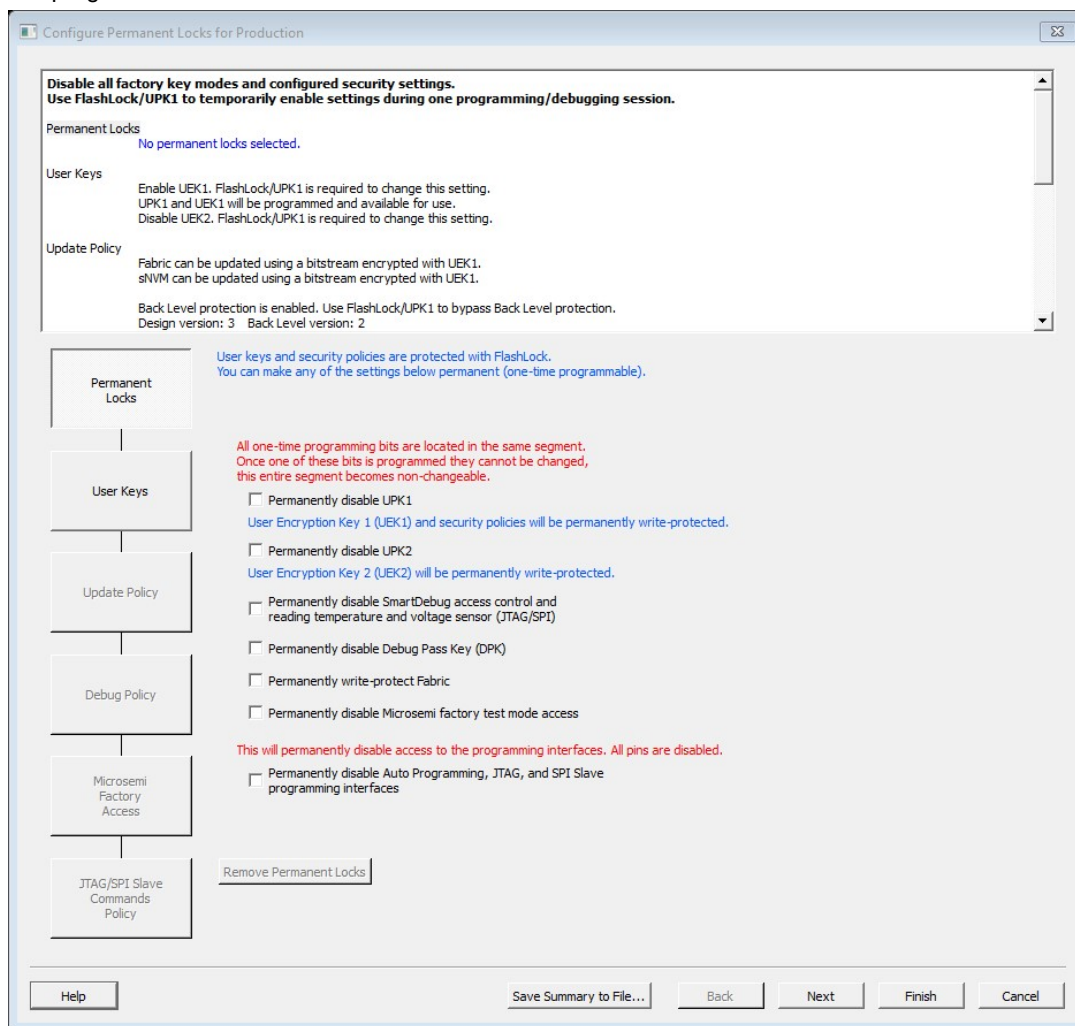 Configure Permanent Locks for Production
Disable all factory key modes and configured security settings.
Use FlashLock/UPK1 to temporarily enable settings during one programming/debugging session.
Permanent Locks
No permanent locks selected.
User Keys
Enable UEK1. FlashLock/UPK1 is required to change this setting.
UPK1 and UEK1 will be programmed and available for use.
Disable UEK2. FlashLock/UPK1 is required to change this setting.
Update Policy
Fabric can be updated using a bitstream encrypted with UEK1.
sNVM can be updated using a bitstream encrypted with UEK1.
Back Level protection is enabled. Use FlashLock/UPK1 to bypass Back Level protection.
Design version: 3 Back Level version: 2
Permanent
Locks
User keys and security policies are protected with FlashLock.
You can make any of the settings below permanent (one-time programmable).
All one-time programming bits are located in the same segment.
Once one of these bits is programmed they cannot be changed,
this entire segment becomes non-changeable.
User Keys
Permanently disable UPK1
User Encryption Key 1 (UEK1) and security policies will be permanently write-protected.
Permanently disable UPK2
User Encryption Key 2 (UEK2) will be permanently write-protected.
Update Policy
Permanently disable SmartDebug access control and
reading temperature and voltage sensor (JTAG/SPI)
Permanently disable Debug Pass Key (DPK)
Debug Policy
Permanently write-protect Fabric
Permanently disable Microsemi factory test mode access
This will permanently disable access to the programming interfaces. All pins are disabled.
Permanently disable Auto Programming, JTAG, and SPI Slave
programming interfaces
Microsemi
Factory
Access
Remove Permanent Locks
JTAG/SPI Slave
Commands
Policy
Help
Save Summary to File...
Back
Next
Finish
Cancel